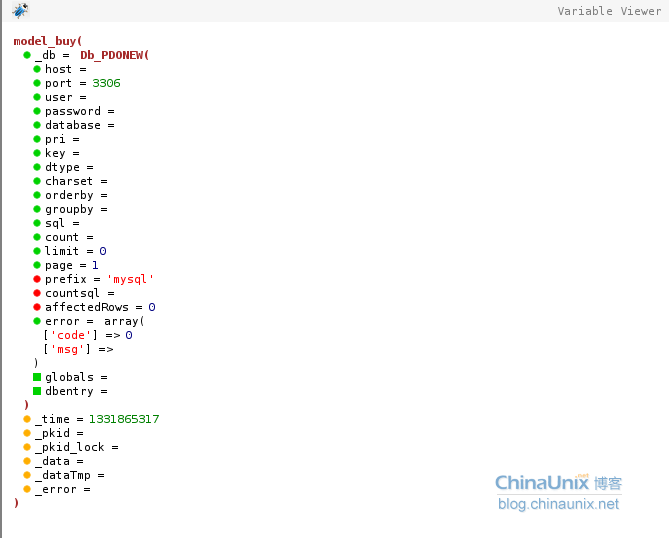 Variable Viewer
model_buy(
_db = Db_PDONEW(
host =
port = 3306
user =
password =
database =
pri =
key =
dtype =
charset =
orderby =
groupby =
sql =
count =
limit = 0
page = 1
prefix = 'mysql'
countsql =
affectedRows = 0
error = array(
['code'] => 0
['msg'] =>
)
globals =
dbentry =
)
_time = 1331865317
_pkid =
_pkid_lock =
_data =
_dataTmp =
_error =
)
ChinaUnix.net 博客
blog.chinaunix.net